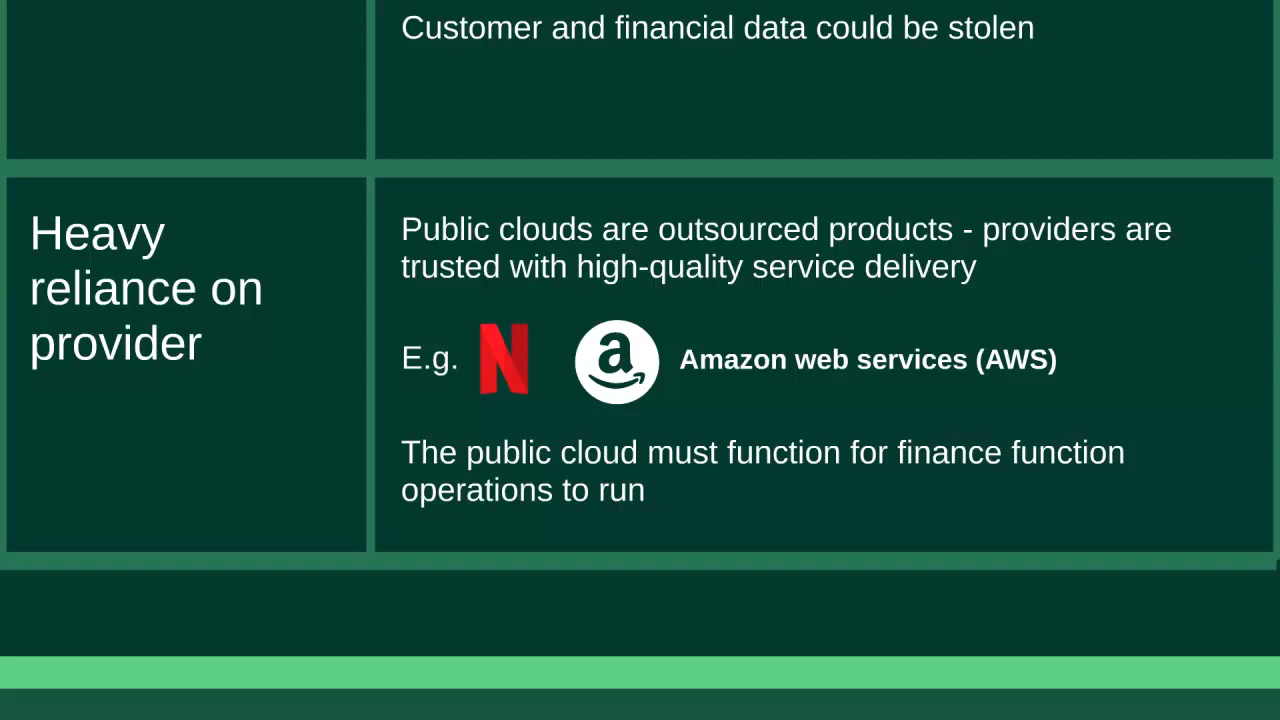 Customer and financial data could be stolen
Heavy
reliance on
provider
Public clouds are outsourced products - providers are
trusted with high-quality service delivery
E.g. N a Amazon web services (AWS)
The public cloud must function for finance function
operations to run